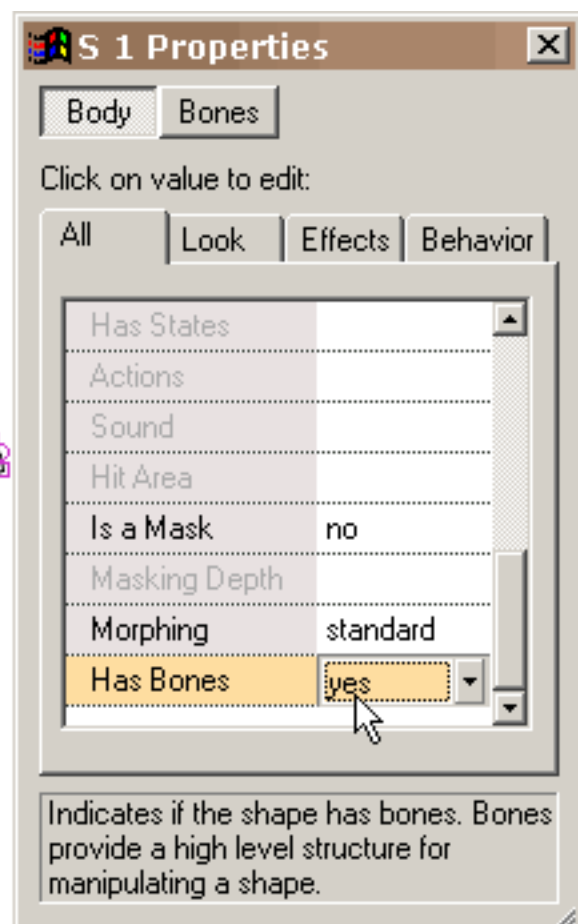 S 1 Properties
Body Bones
Click on value to edit:
All Look Effects Behavior
Has States
Actions
Sound
Hit Area
Is a Mask no
Masking Depth
Morphing standard
Has Bones yes
Indicates if the shape has bones. Bones
provide a high level structure for
manipulating a shape.